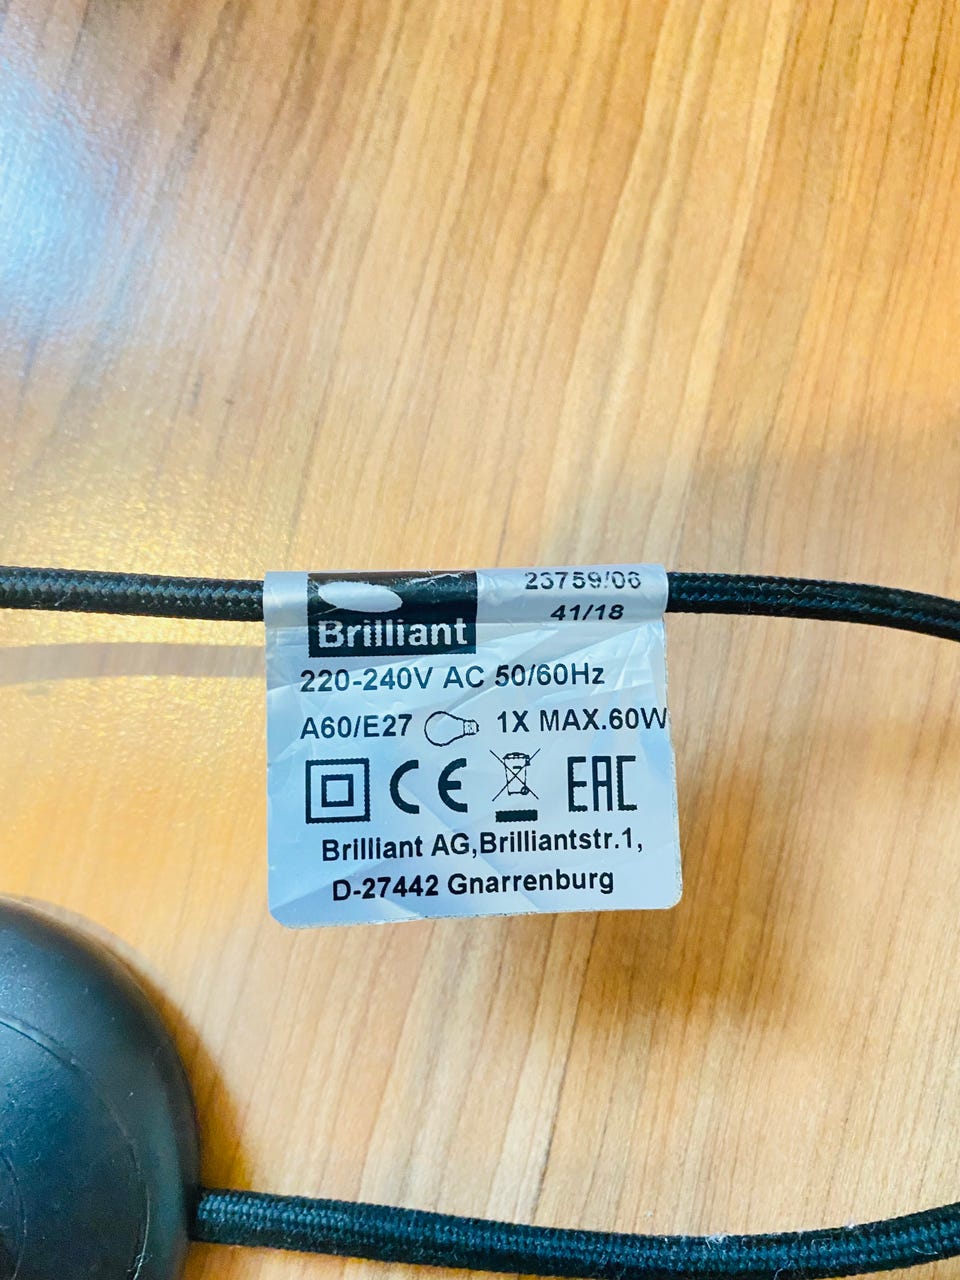 Brilliant
23759/06
41/18
220-240V AC 50/60Hz
A60/E27 1X MAX.60W
CE EAC
Brilliant AG,Brilliantstr.1,
D-27442 Gnarrenburg